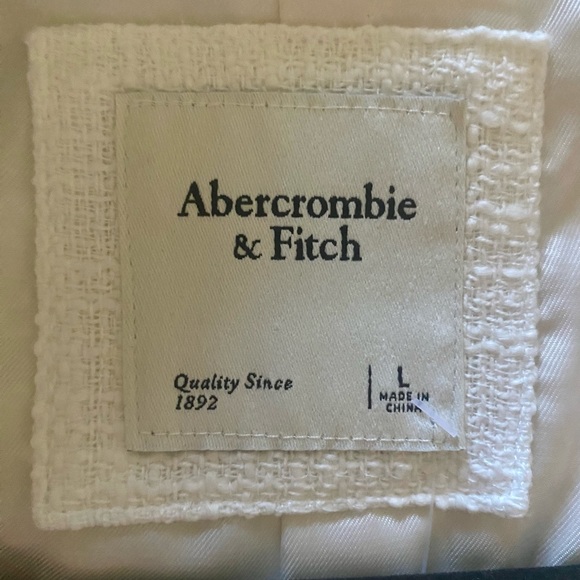 Abercrombie
& Fitch
Quality Since
1892
L
MADE IN
CHINA